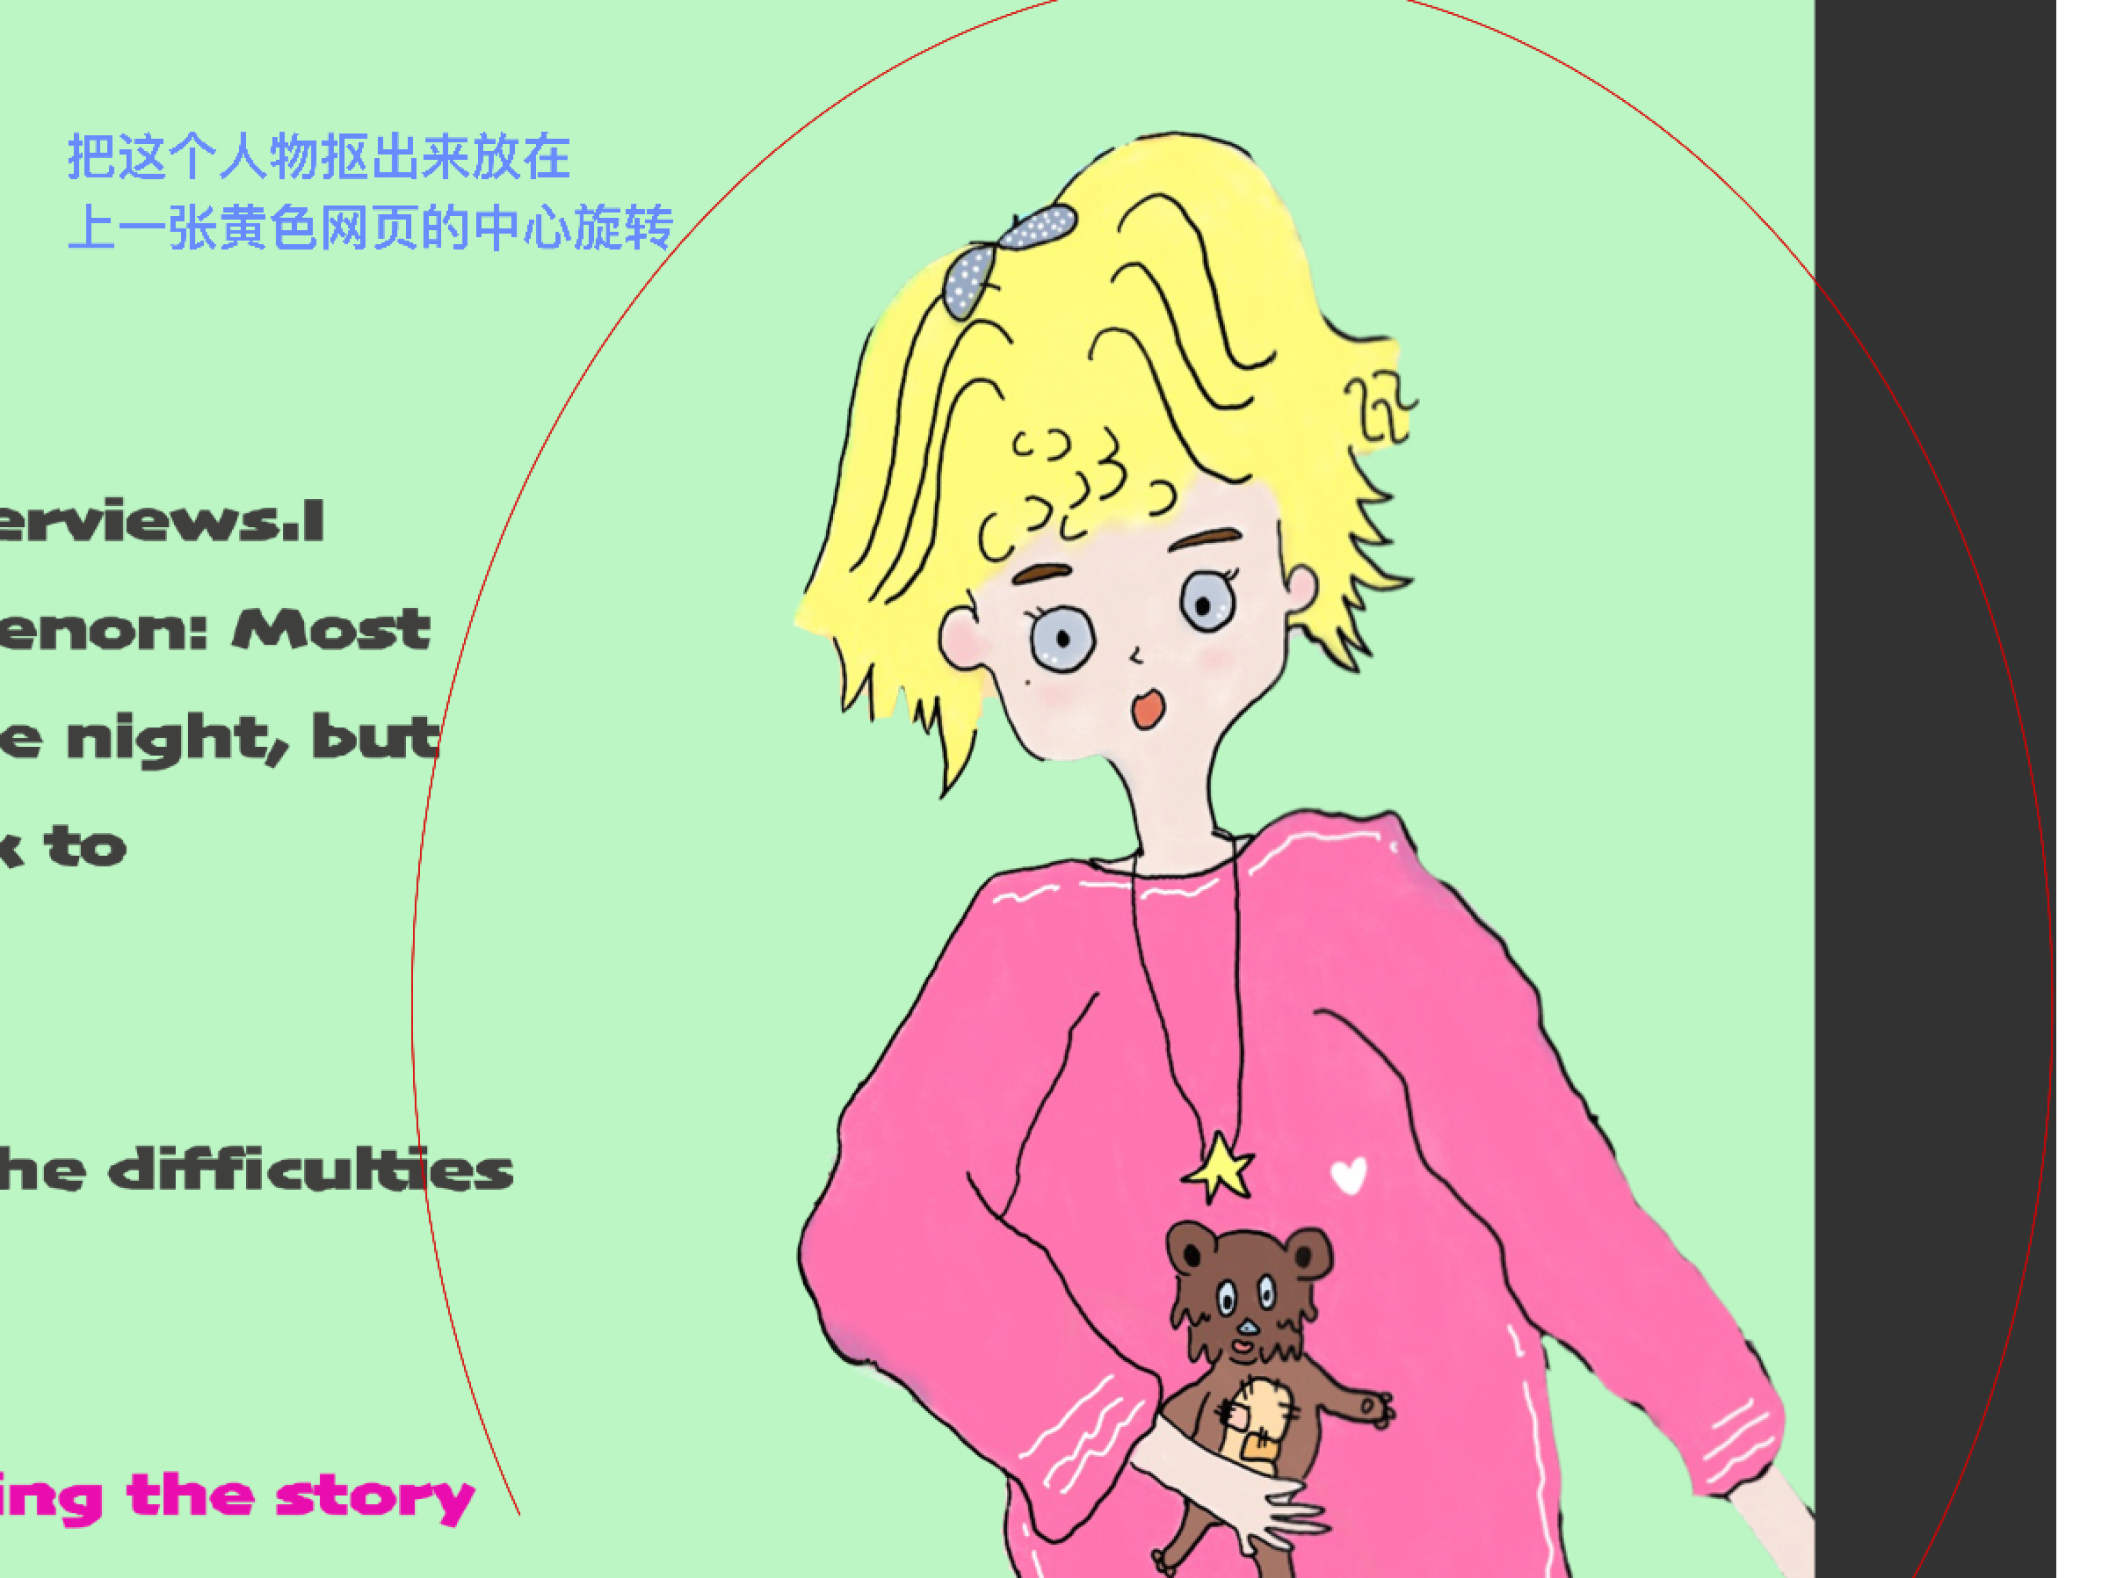 把这个人物抠出来放在
上一张黄色网页的中心旋转
erviews.I
enon: Most
e night, but
to
he difficulties
ing the story